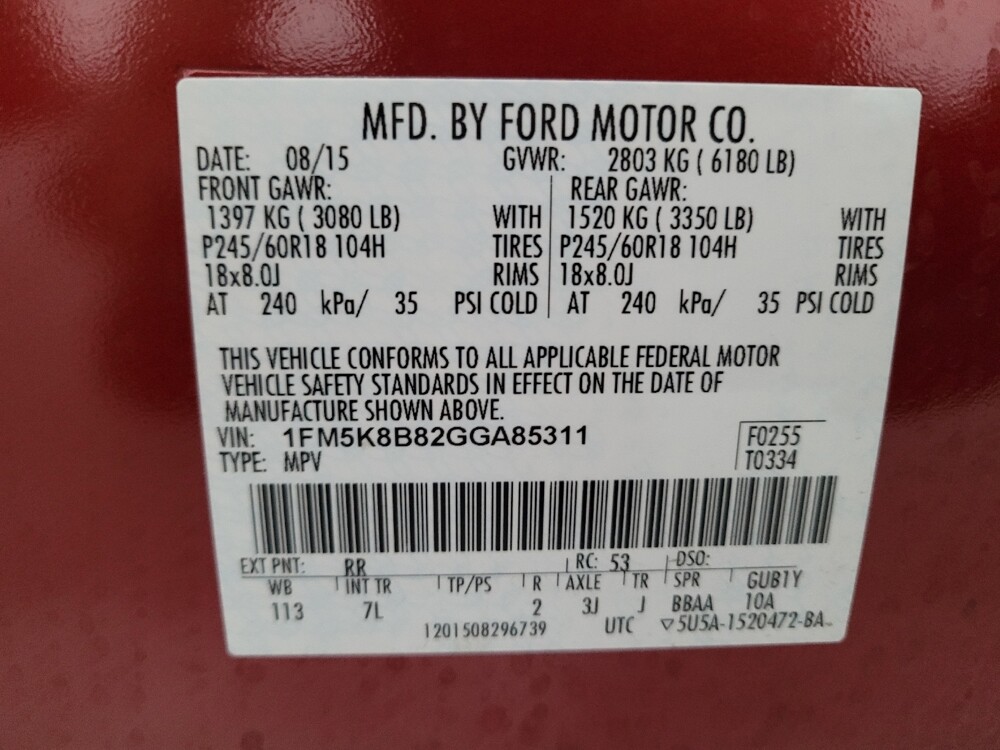 MFD. BY FORD MOTOR CO.
DATE: 08/15 GVWR: 2803 KG ( 6180 LB)
FRONT GAWR: REAR GAWR:
1397 KG ( 3080 LB) WITH 1520 KG ( 3350 LB) WITH
P245/60R18 104H TIRES P245/60R18 104H TIRES
18x8.0J RIMS 18x8.0J RIMS
AT 240 kPa/ 35 PSI COLD AT 240 kPa/ 35 PSI COLD
THIS VEHICLE CONFORMS TO ALL APPLICABLE FEDERAL MOTOR
VEHICLE SAFETY STANDARDS IN EFFECT ON THE DATE OF
MANUFACTURE SHOWN ABOVE.
VIN: 1FM5K8B82GGA85311 F0255
TYPE: MPV T0334
EXT PNT: RR RC: 53 DSO:
WB INT TR TP/PS R AXLE TR SPR GUB1Y
113 7L 2 3J J BBAA 10A
1201508296739 UTC ▽5U5A-1520472-BA